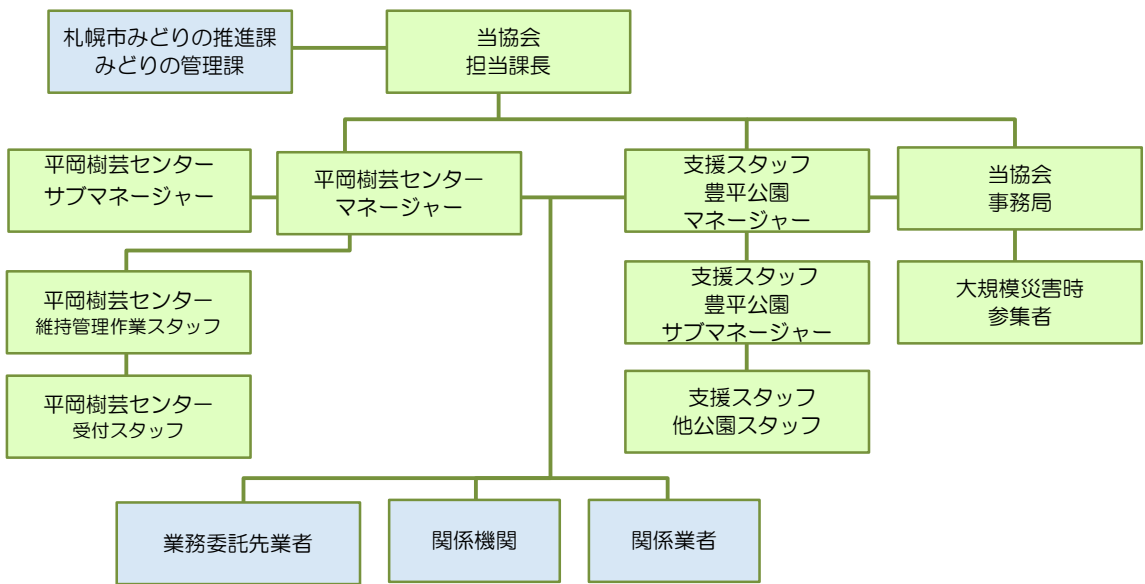 札幌市みどりの推進課
みどりの管理課
当協会
担当課長
平岡樹芸センター
サブマネージャー
平岡樹芸センター
マネージャー
支援スタッフ
豊平公園
マネージャー
当協会
事務局
平岡樹芸センター
維持管理作業スタッフ
支援スタッフ
豊平公園
サブマネージャー
大規模災害時
参集者
平岡樹芸センター
受付スタッフ
支援スタッフ
他公園スタッフ
業務委託先業者
関係機関
関係業者